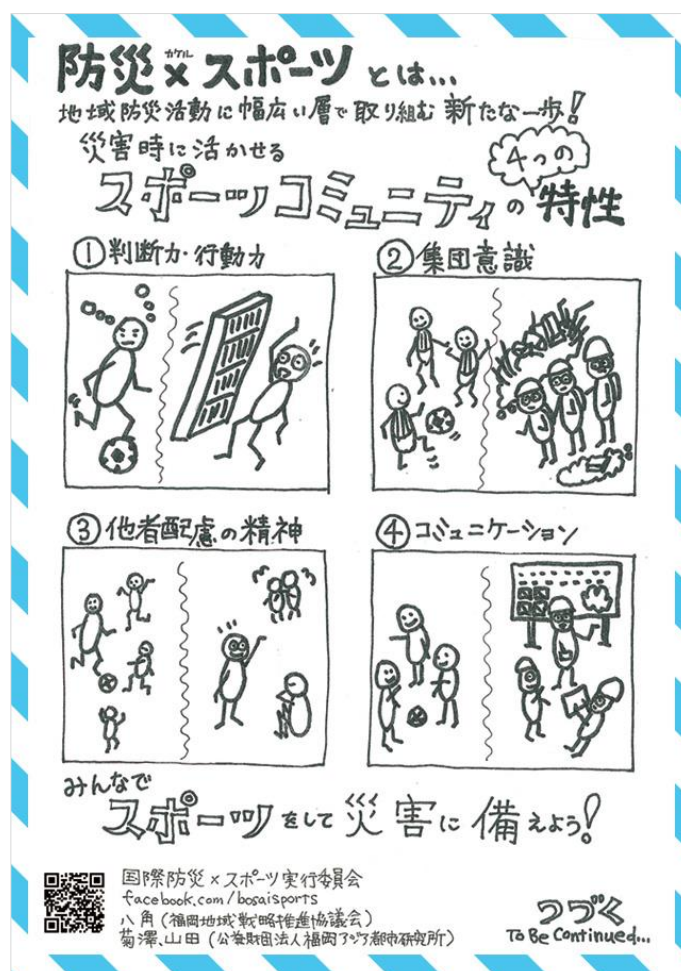 防災×スポーツとは…
カケル
地域防災活動に幅広い層で取り組む新たな一歩!
災害時に活かせる
4つの
スポーツコミュニティの特性
①判断力・行動力
②集団意識
③他者配慮の精神
④コミュニケーション
みんなで
スポーツをして災害に備えよう!
国際防災×スポーツ実行委員会
facebook.com/bosaisports
八角(福岡地域戦略推進協議会)
菊澤、山田(公益財団法人福岡アジア都市研究所)
つづく
To Be Continued...